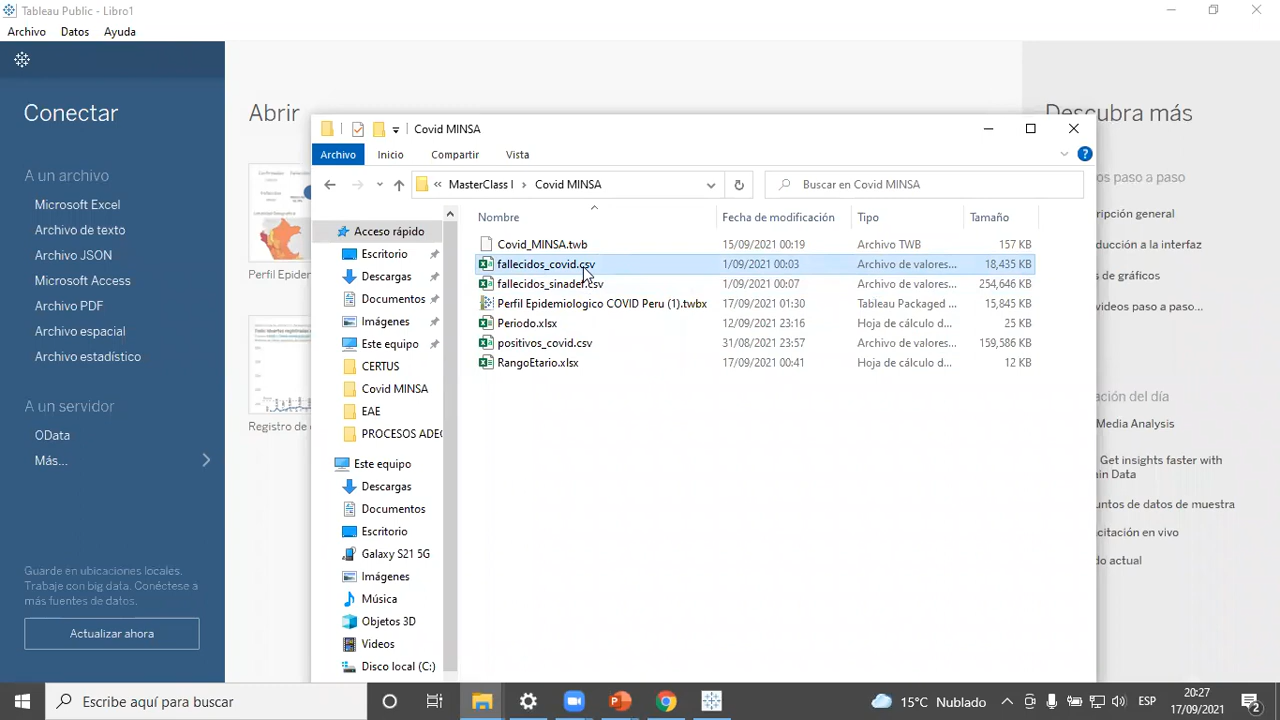 Tableau Public - Libro1
Archivo Datos Ayuda
Conectar
A un archivo
Microsoft Excel
Archivo de texto
Archivo JSON
Microsoft Access
Archivo PDF
Archivo espacial
Archivo estadístico
A un servidor
OData
Más...
Guarde en ubicaciones locales.
Trabaje con big data. Conéctese a
más fuentes de datos.
Actualizar ahora
Abrir
Perfil Epider
Registro de
Covid MINSA
Archivo Inicio Compartir Vista
« MasterClass I › Covid MINSA
Buscar en Covid MINSA
Acceso rápido
Escritorio
Descargas
Documentos
Imágenes
Este equipo
CERTUS
Covid MINSA
EAE
PROCESOS ADEC
Este equipo
Descargas
Documentos
Escritorio
Galaxy S21 5G
Imágenes
Música
Objetos 3D
Videos
Disco local (C:)
Nombre Fecha de modificación Tipo Tamaño
Covid_MINSA.twb 15/09/2021 00:19 Archivo TWB 157 KB
fallecidos_covid.csv 1/09/2021 00:03 Archivo de valores... 18,435 KB
fallecidos_sinadef.csv 1/09/2021 00:07 Archivo de valores... 254,646 KB
Perfil Epidemiologico COVID Peru (1).twbx 17/09/2021 01:30 Tableau Packaged ... 15,845 KB
Periodo.xlsx 17/09/2021 23:16 Hoja de cálculo d... 25 KB
positivos_covid.csv 31/08/2021 23:57 Archivo de valores... 159,586 KB
RangoEtario.xlsx 17/09/2021 00:41 Hoja de cálculo d... 12 KB
Descubra más
os paso a paso
ripción general
a la interfaz
s de gráficos
videos paso a paso...
ación del día
Media Analysis
Get insights faster with
in Data
untos de datos de muestra
citación en vivo
do actual
Escribe aquí para buscar
15°C Nublado
ESP
20:27
17/09/2021
2